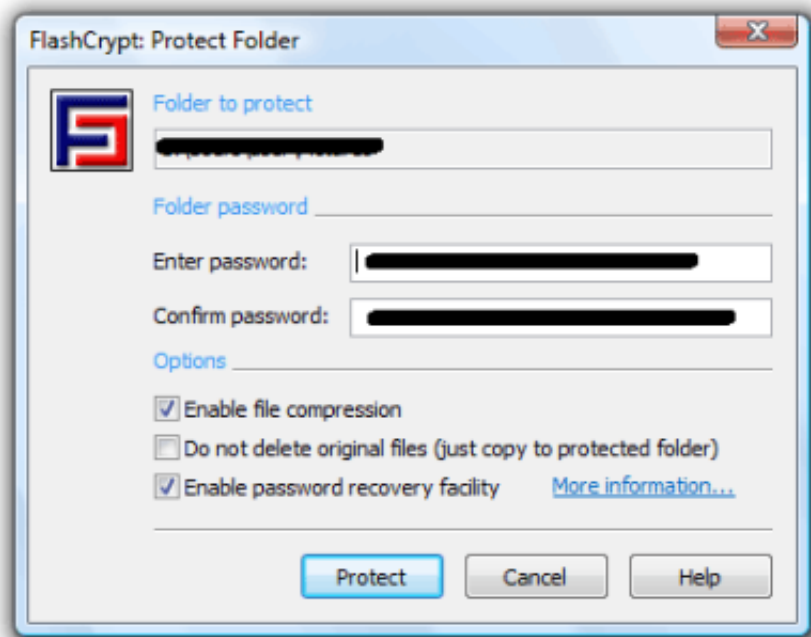 FlashCrypt: Protect Folder
Folder to protect
Folder password
Enter password:
Confirm password:
Options
Enable file compression
Do not delete original files (just copy to protected folder)
Enable password recovery facility More information...
Protect Cancel Help